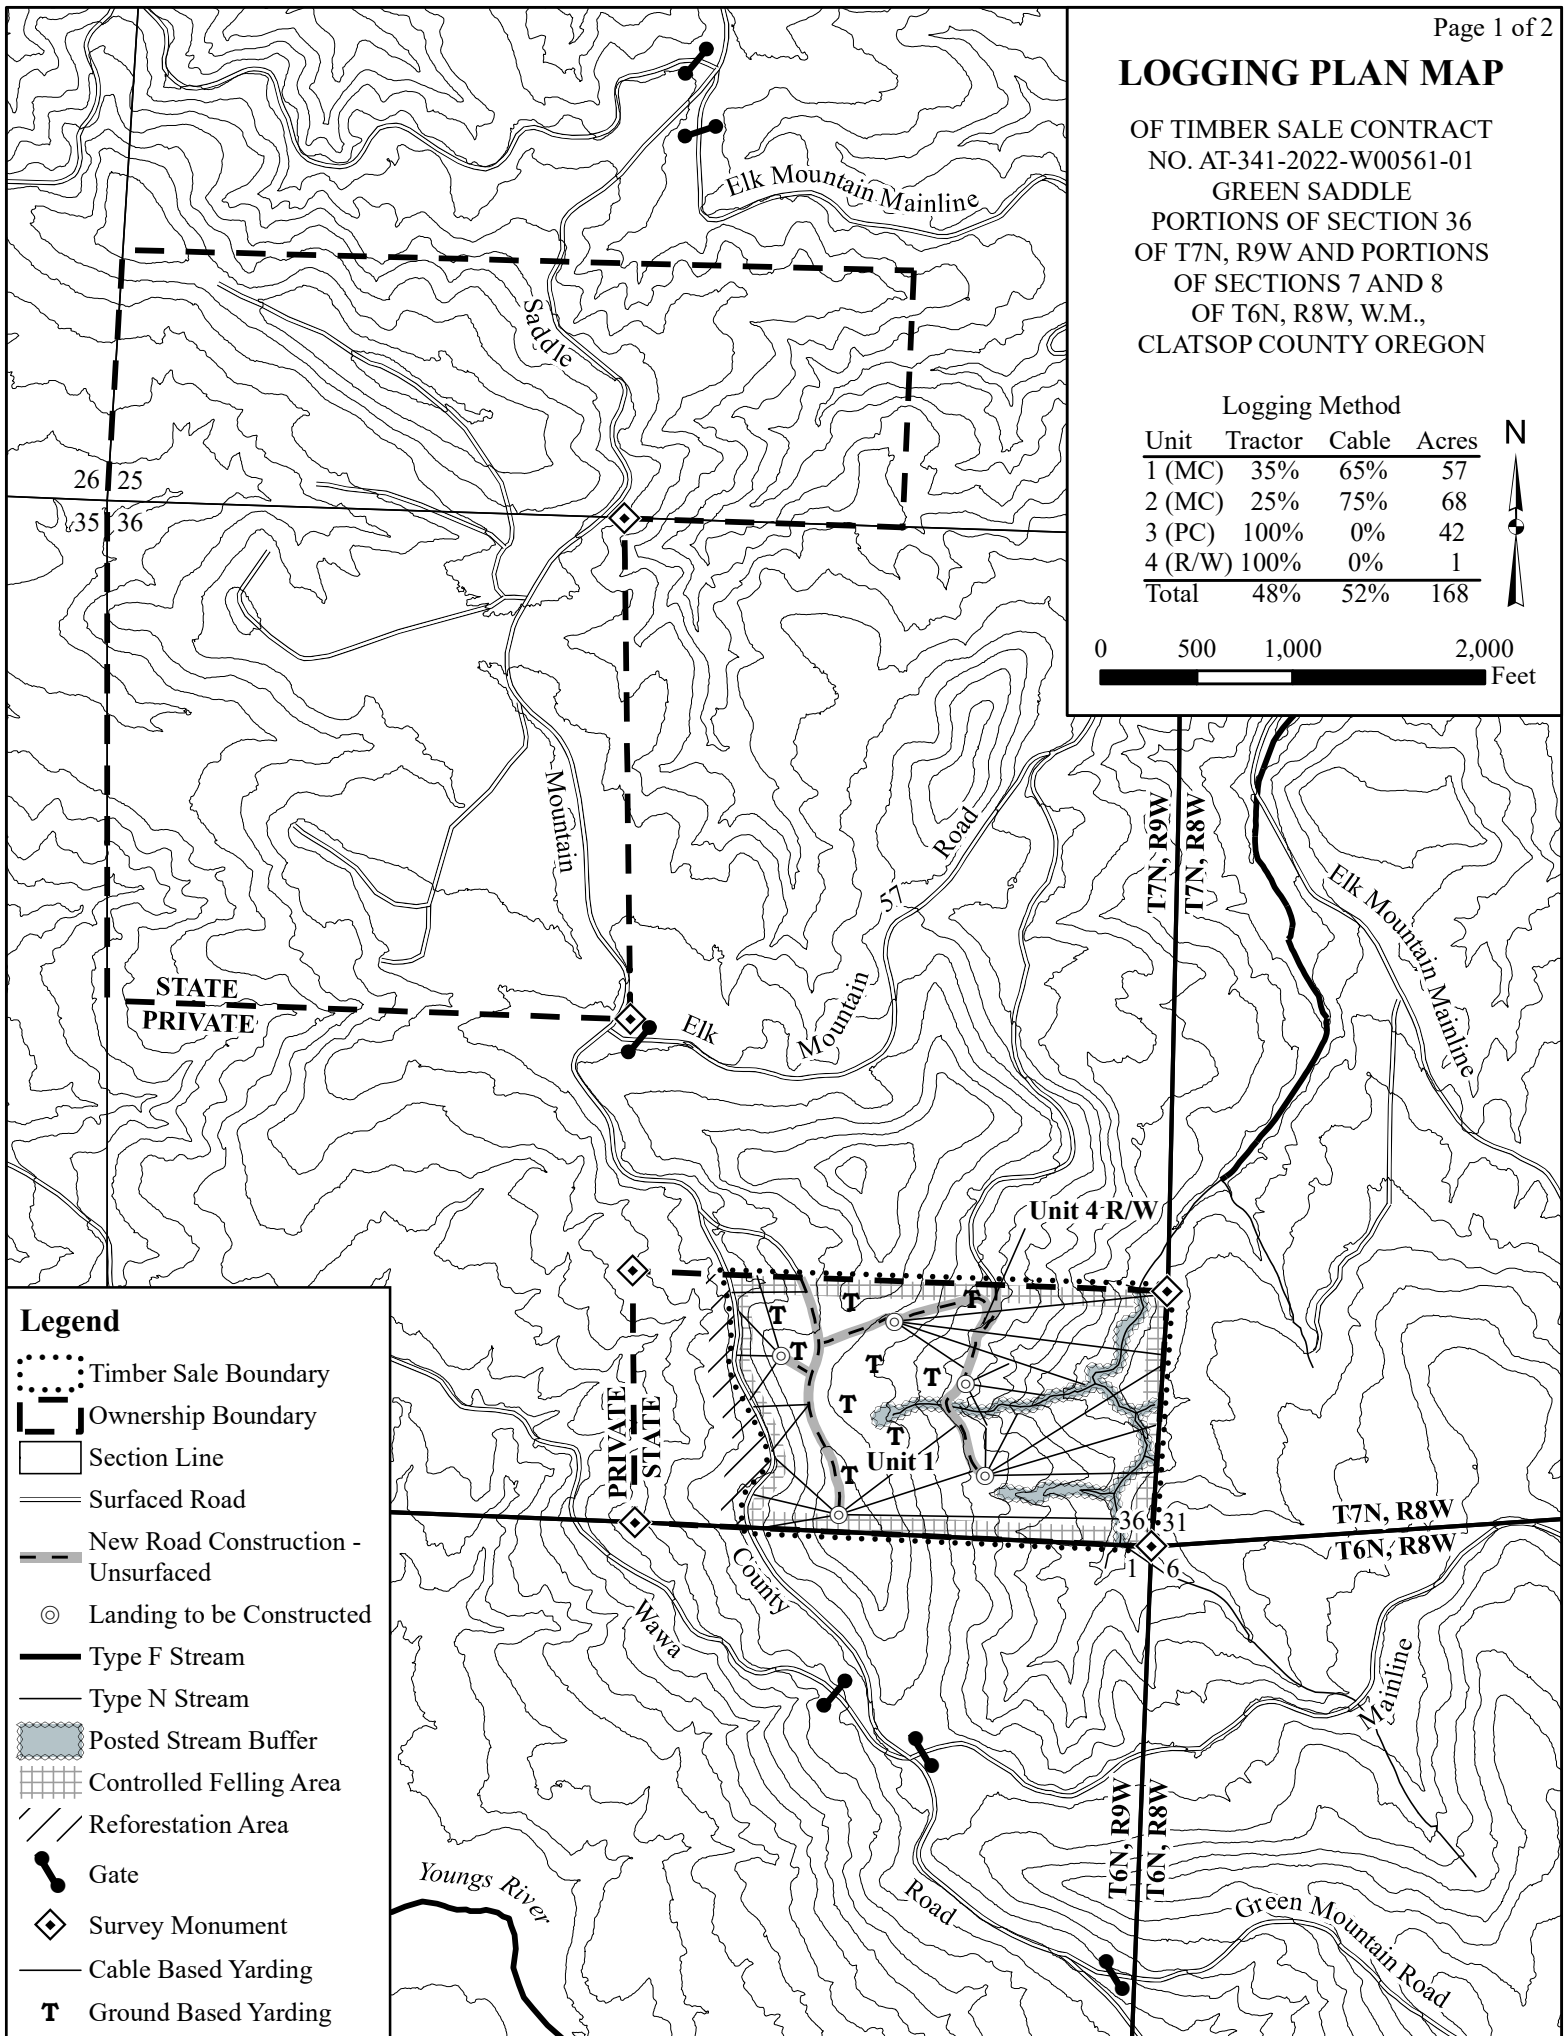 Page 1 of 2
LOGGING PLAN MAP
OF TIMBER SALE CONTRACT
NO. AT-341-2022-W00561-01
GREEN SADDLE
PORTIONS OF SECTION 36
OF T7N, R9W AND PORTIONS
OF SECTIONS 7 AND 8
OF T6N, R8W, W.M.,
CLATSOP COUNTY OREGON
Logging Method
Unit Tractor Cable Acres
1 (MC) 35% 65% 57
2 (MC) 25% 75% 68
3 (PC) 100% 0% 42
4 (R/W) 100% 0% 1
Total 48% 52% 168
N
0 500 1,000 2,000
Feet
Elk Mountain Mainline
Saddle
26 25
35 36
Mountain
Road
57
Mountain
Elk
T7N, R9W
T7N, R8W
Elk Mountain Mainline
STATE
PRIVATE
Unit 4 R/W
T
T
T
T
T
T
T
T
T
Unit 1
PRIVATE
STATE
36 31
1 6
T7N, R8W
T6N, R8W
County
Wawa
Mainline
T6N, R9W
T6N, R8W
Road
Green Mountain Road
Youngs River
Legend
Timber Sale Boundary
Ownership Boundary
Section Line
Surfaced Road
New Road Construction -
Unsurfaced
Landing to be Constructed
Type F Stream
Type N Stream
Posted Stream Buffer
Controlled Felling Area
Reforestation Area
Gate
Survey Monument
Cable Based Yarding
T Ground Based Yarding